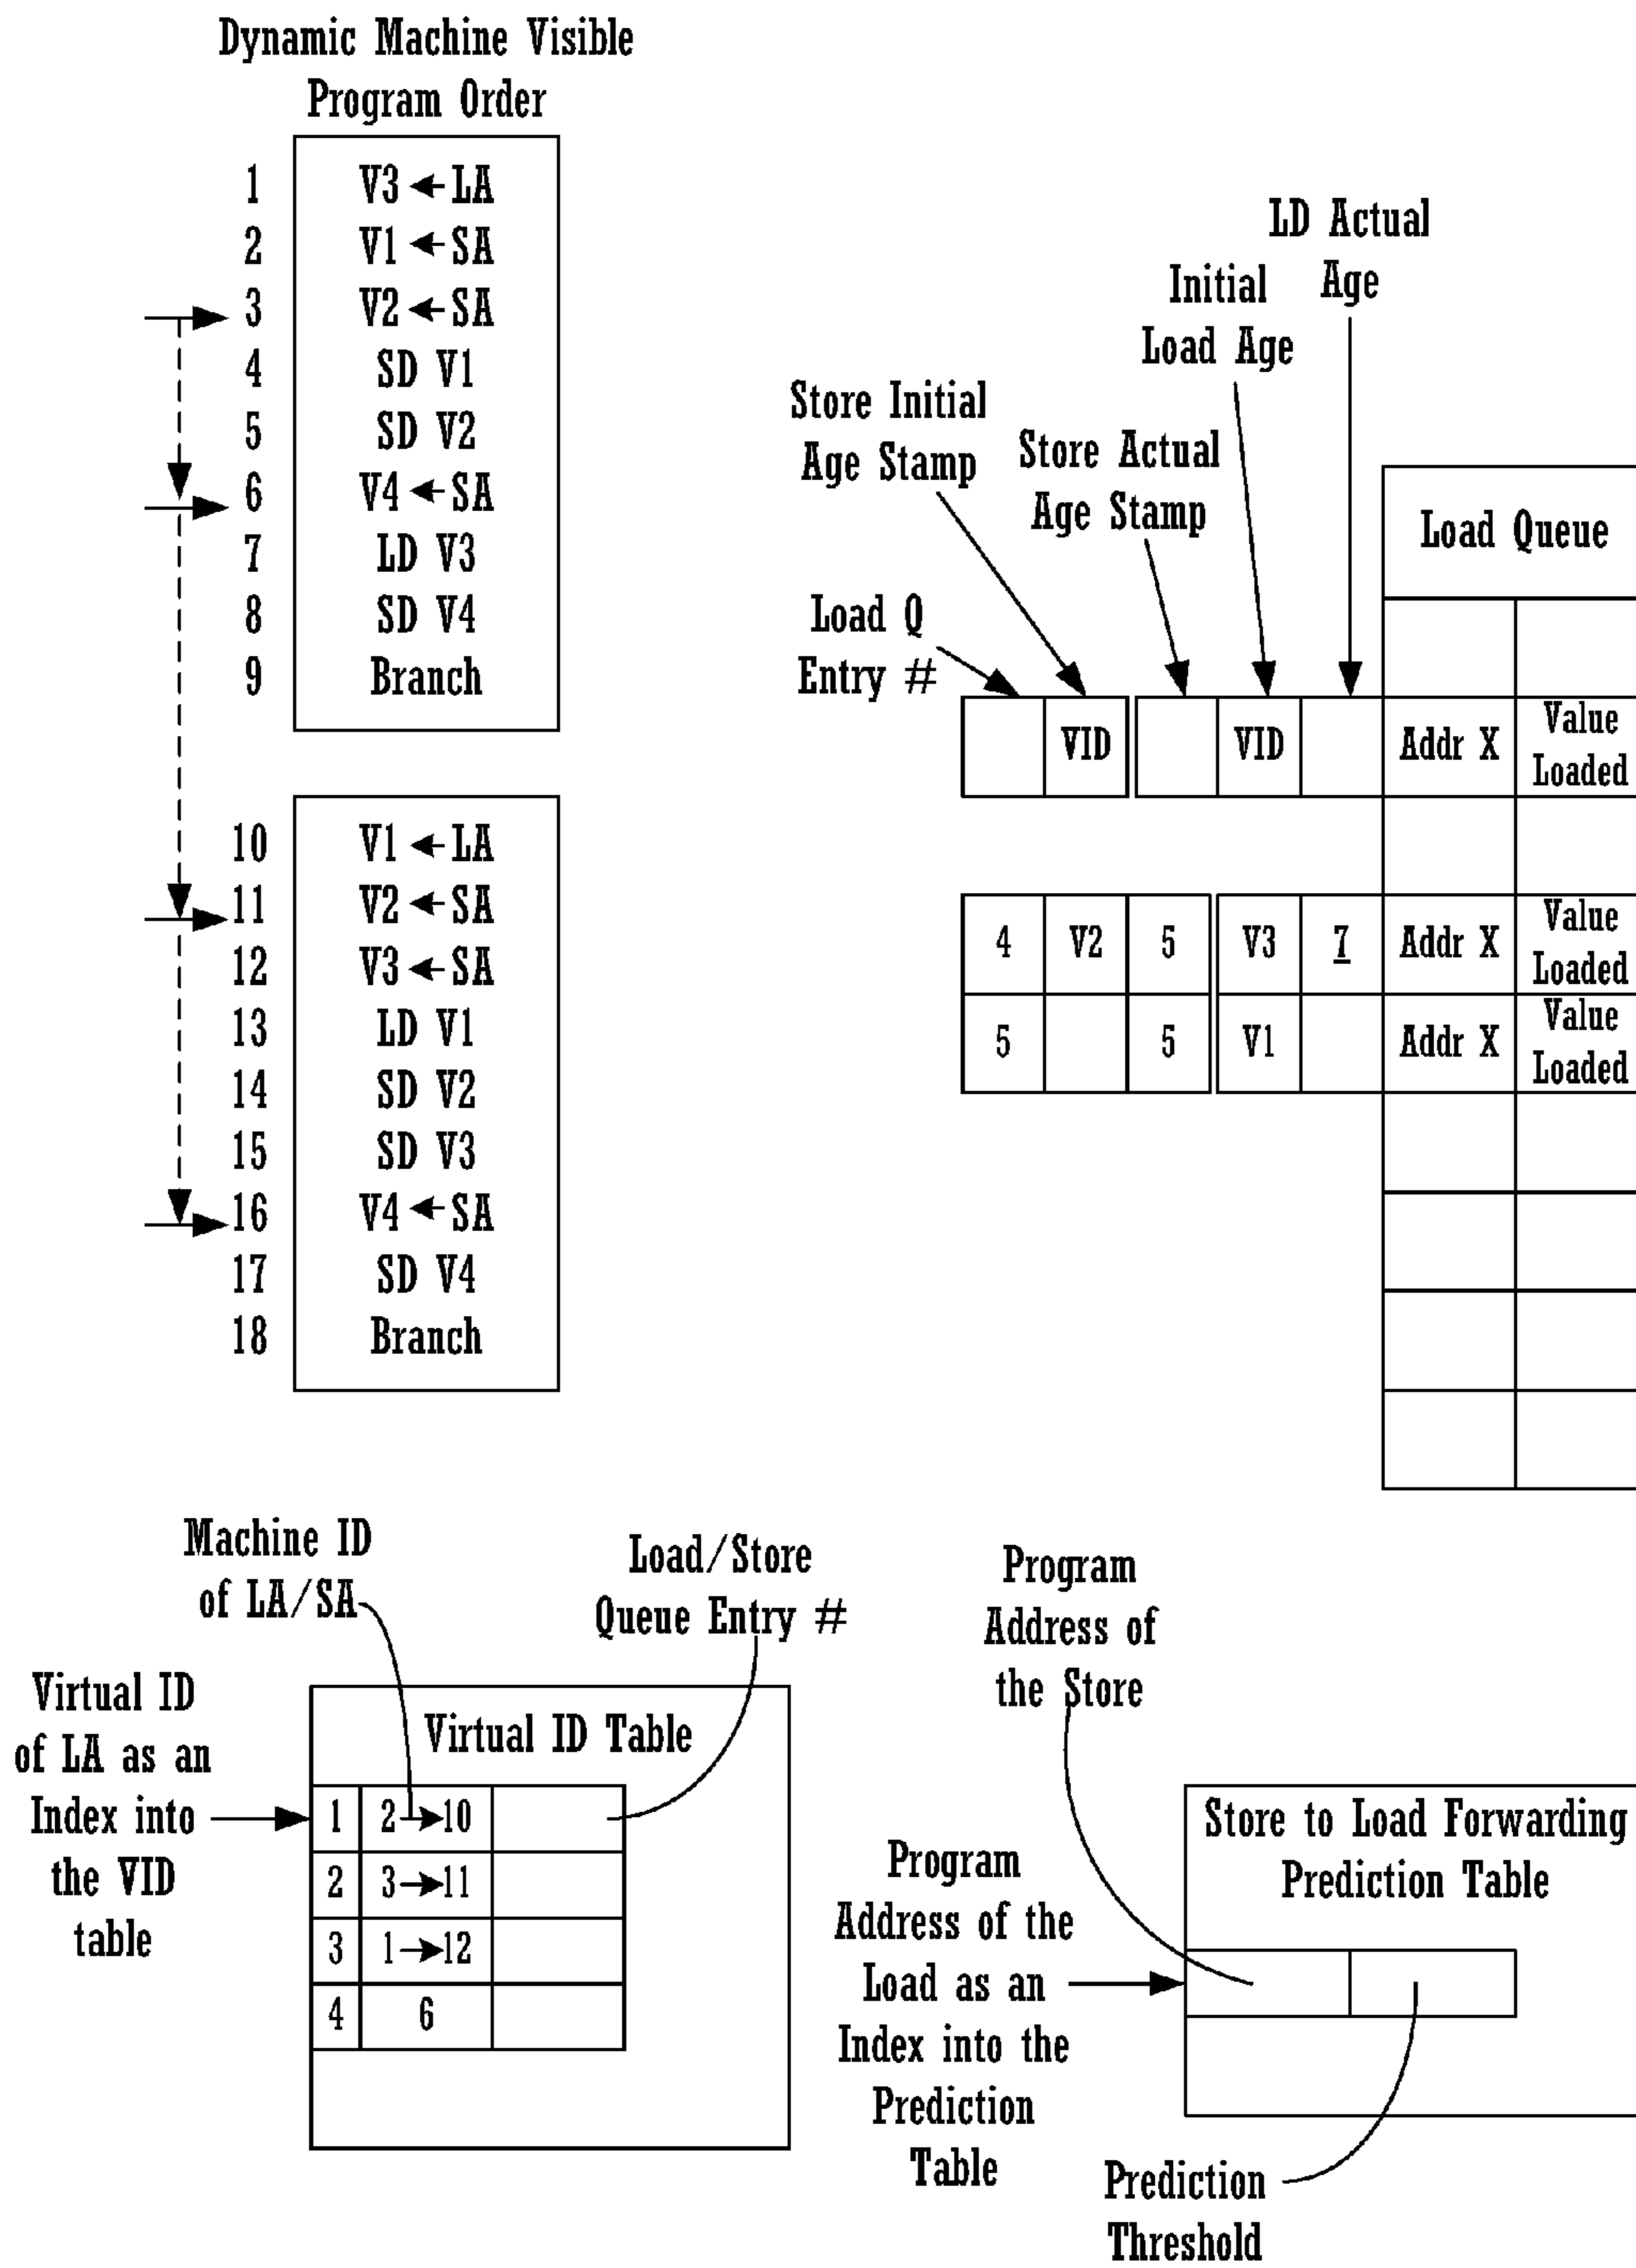 Dynamic Machine Visible
Program Order
1 V3 ← LA
2 V1 ← SA
3 V2 ← SA
4 SD V1
5 SD V2
6 V4 ← SA
7 LD V3
8 SD V4
9 Branch
10 V1 ← LA
11 V2 ← SA
12 V3 ← SA
13 LD V1
14 SD V2
15 SD V3
16 V4 ← SA
17 SD V4
18 Branch
LD Actual
Age
Initial
Load Age
Store Initial
Age Stamp
Store Actual
Age Stamp
Load Q
Entry #
Load Queue
VID VID Addr X Value
Loaded
4 V2 5 V3 7 Addr X Value
Loaded
5 5 V1 Addr X Value
Loaded
Machine ID
of LA/SA
Load/Store
Queue Entry #
Virtual ID
of LA as an
Index into
the VID
table
Virtual ID Table
1 2→10
2 3→11
3 1→12
4 6
Program
Address of
the Store
Program
Address of the
Load as an
Index into the
Prediction
Table
Store to Load Forwarding
Prediction Table
Prediction
Threshold